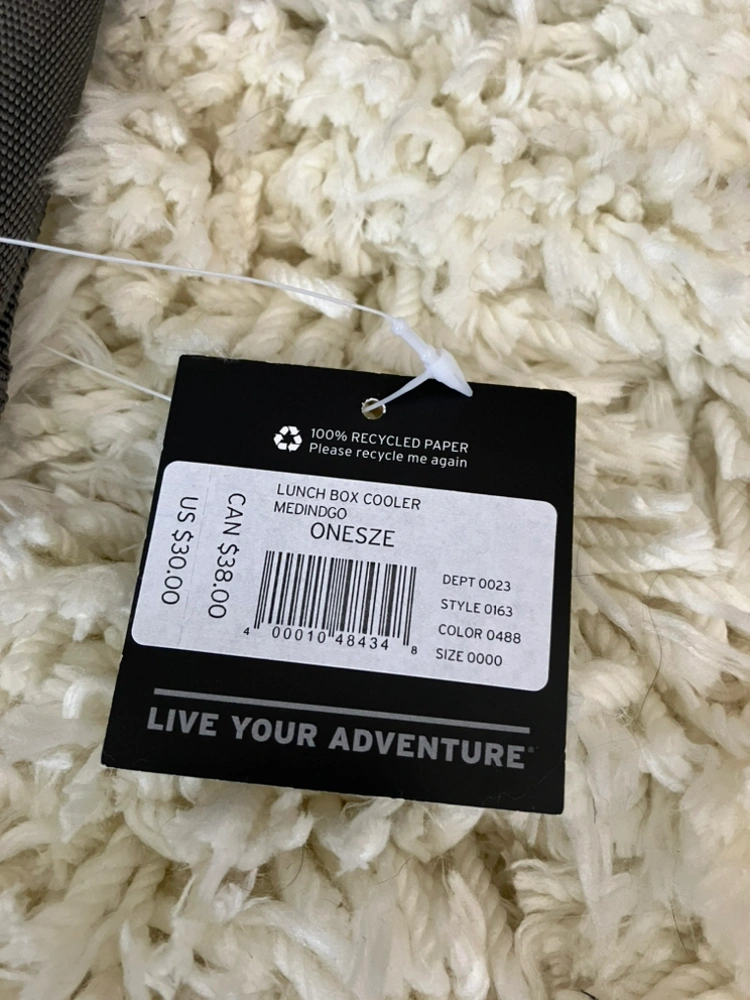 100% RECYCLED PAPER
Please recycle me again
LUNCH BOX COOLER
MEDINDGO
ONESZE
CAN $38.00
US $30.00
4 00010 48434 8
DEPT 0023
STYLE 0163
COLOR 0488
SIZE 0000
LIVE YOUR ADVENTURE®